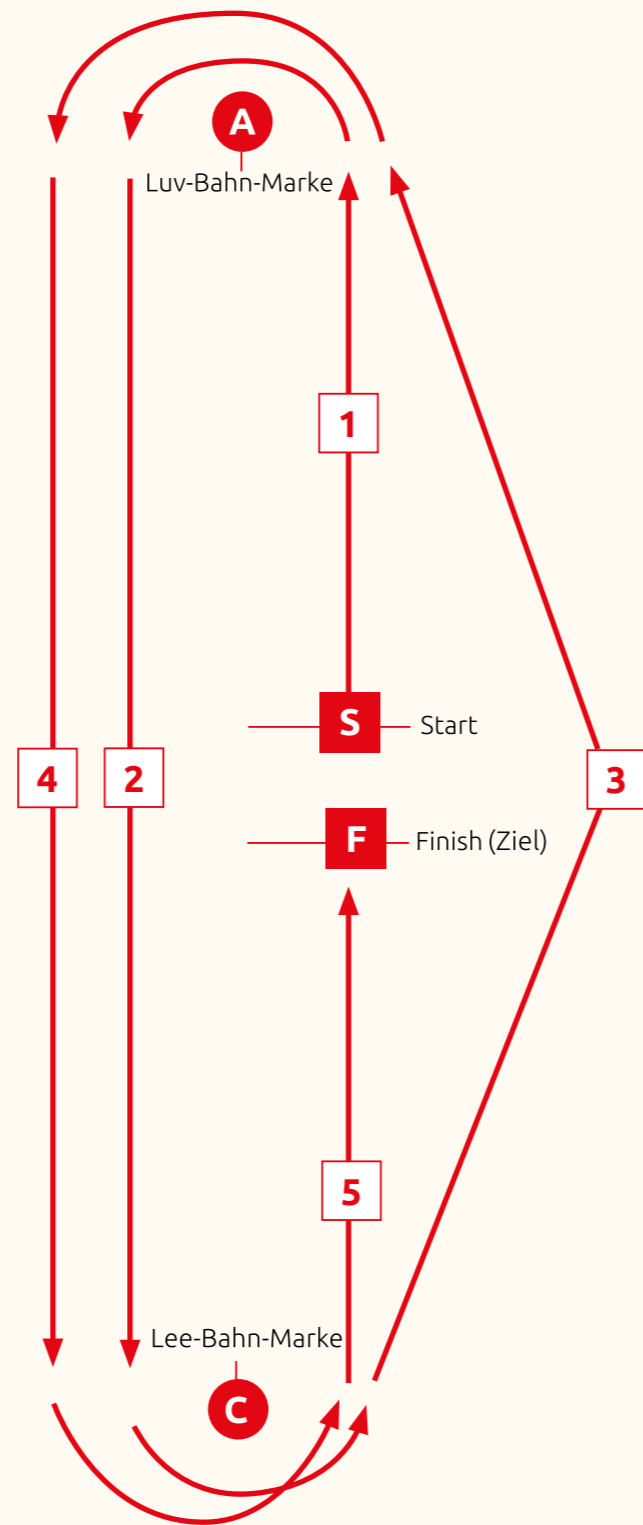 A
Luv-Bahn-Marke
1
S
Start
4
2
3
F
Finish (Ziel)
5
Lee-Bahn-Marke
C